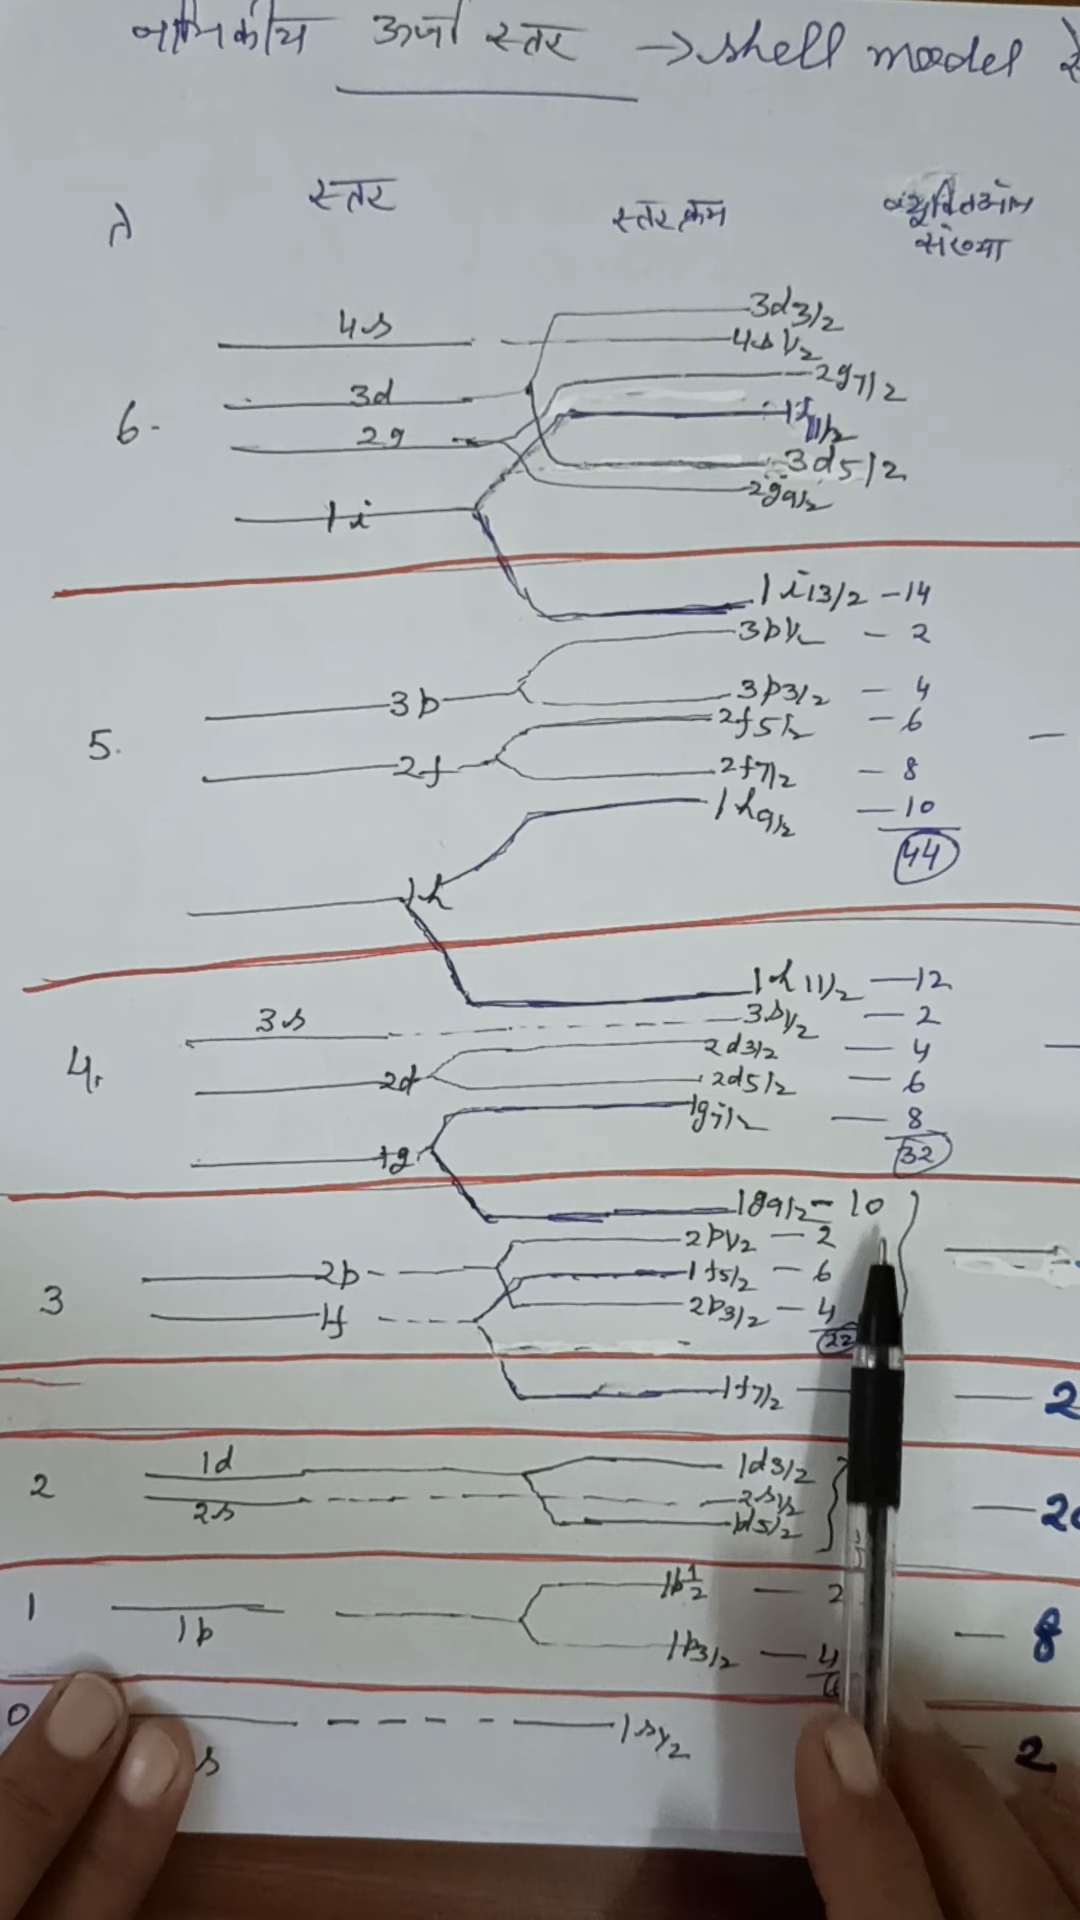 नाभिकीय ऊर्जा स्तर → shell model से
स्तर स्तर क्रम
संख्या
4s 3d3/2
4s1/2
3d 2g7/2
6. 2g
3d5/2
1i 2g9/2
1i13/2 - 14
3p1/2 - 2
3p 3p3/2 - 4
5. 2f5/2 - 6
2f 2f7/2 - 8
1h9/2 - 10
44
1h
1h11/2 - 12
3s 3s1/2 - 2
4. 2d3/2 - 4
2d 2d5/2 - 6
1g7/2 - 8
1g 32
1g9/2 - 10
2p1/2 - 2
3 2p 1f5/2 - 6
1f 2p3/2 - 4
22
1f7/2 - - 2
1d 1d3/2
2 2s1/2 - 20
2s 1d5/2
1 1p1/2 - 2
1p - 8
1p3/2 - 4
0 1s1/2
s - 2